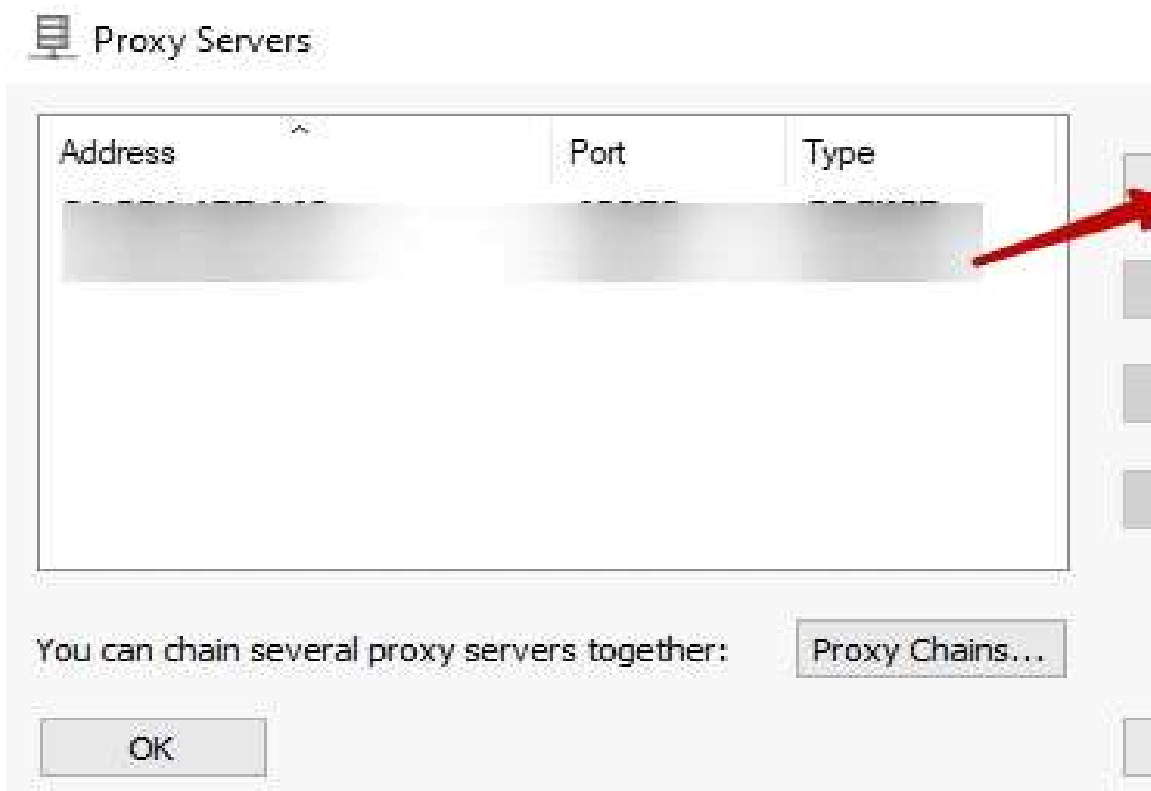 Proxy Servers
Address Port Type
You can chain several proxy servers together: Proxy Chains...
OK